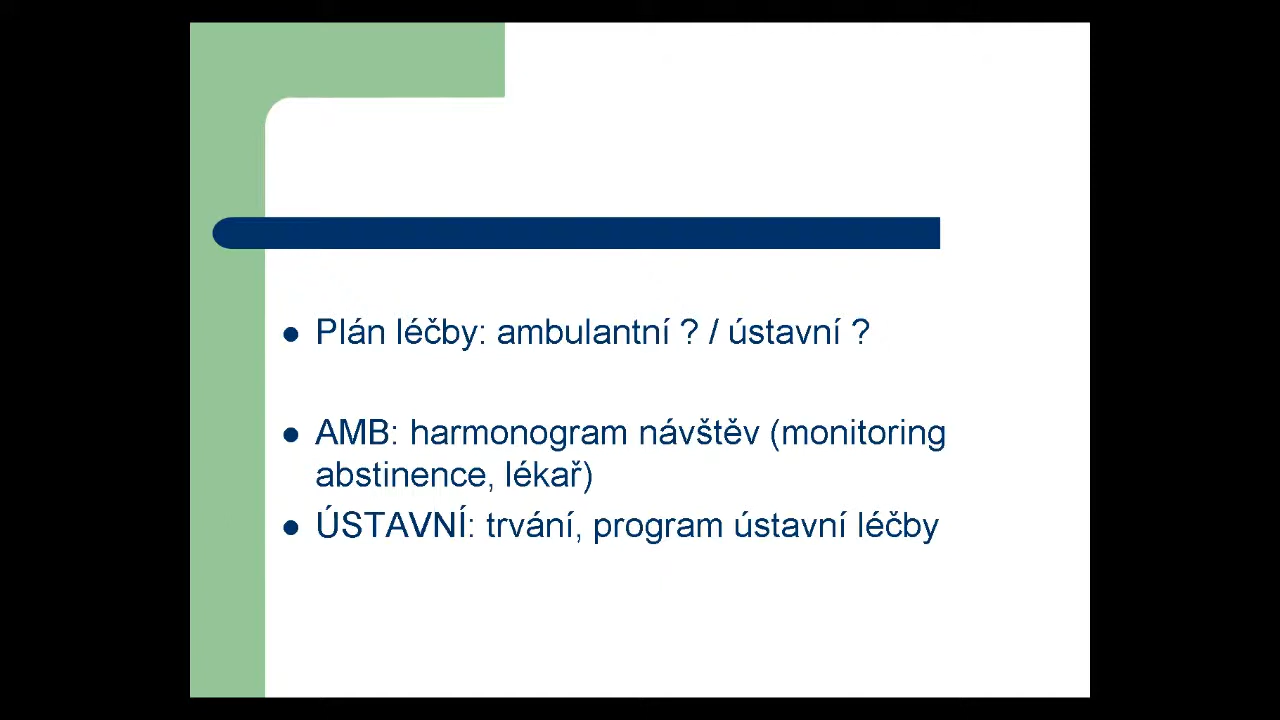 Plán léčby: ambulantní ? / ústavní ?
AMB: harmonogram návštěv (monitoring
abstinence, lékař)
ÚSTAVNÍ: trvání, program ústavní léčby